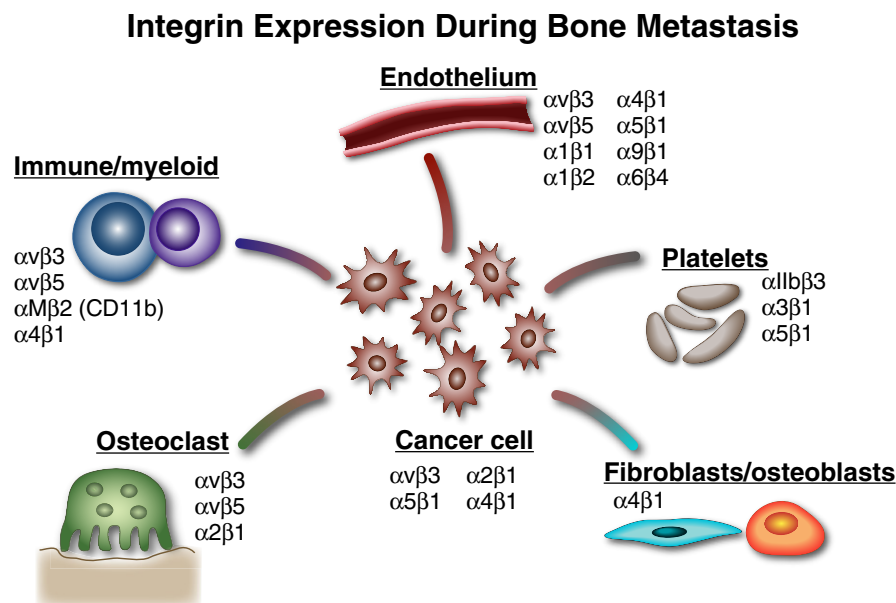 Integrin Expression During Bone Metastasis
Endothelium
αvβ3 α4β1
αvβ5 α5β1
α1β1 α9β1
α1β2 α6β4
Immune/myeloid
αvβ3
αvβ5
αMβ2 (CD11b)
α4β1
Platelets
αIIbβ3
α3β1
α5β1
Osteoclast
αvβ3
αvβ5
α2β1
Cancer cell
αvβ3 α2β1
α5β1 α4β1
Fibroblasts/osteoblasts
α4β1